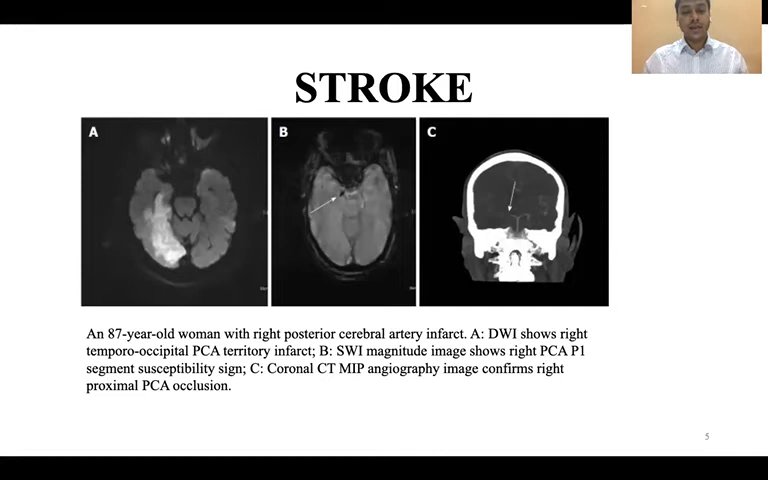 STROKE
A
B
C
An 87-year-old woman with right posterior cerebral artery infarct. A: DWI shows right
temporo-occipital PCA territory infarct; B: SWI magnitude image shows right PCA P1
segment susceptibility sign; C: Coronal CT MIP angiography image confirms right
proximal PCA occlusion.
5